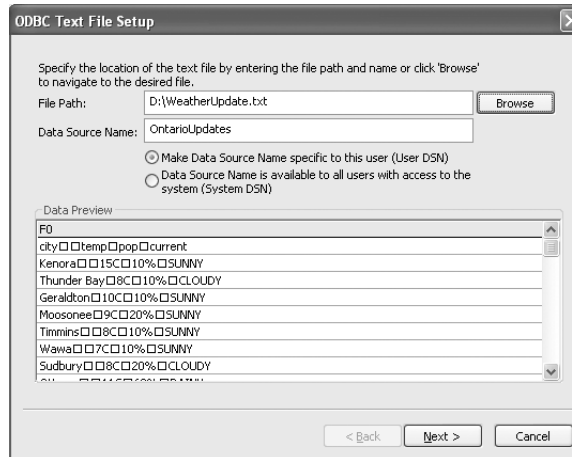 ODBC Text File Setup
Specify the location of the text file by entering the file path and name or click 'Browse'
to navigate to the desired file.
File Path: D:\WeatherUpdate.txt Browse
Data Source Name: OntarioUpdates
Make Data Source Name specific to this user (User DSN)
Data Source Name is available to all users with access to the
system (System DSN)
Data Preview
F0
city□□temp□pop□current
Kenora□□15C□10%□SUNNY
Thunder Bay□8C□10%□CLOUDY
Geraldton□10C□10%□SUNNY
Moosonee□9C□20%□SUNNY
Timmins□□8C□10%□SUNNY
Wawa□□7C□10%□SUNNY
Sudbury□□8C□20%□CLOUDY
< Back Next > Cancel